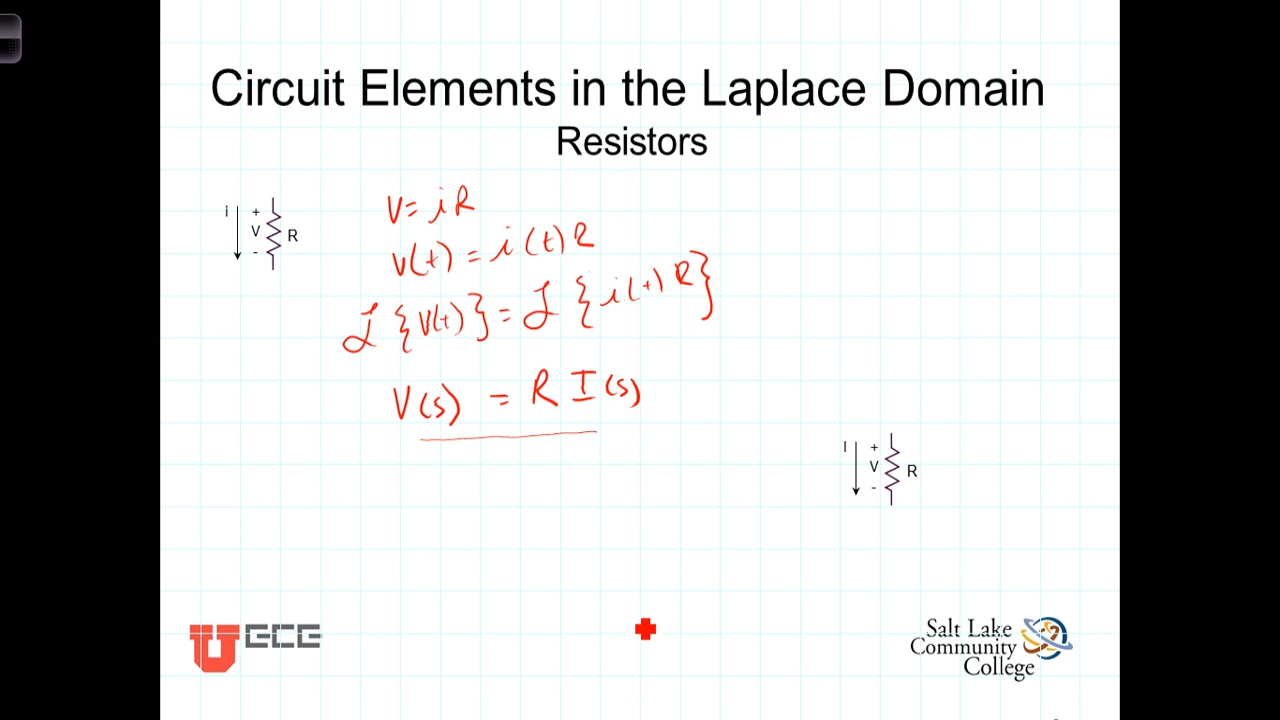 Circuit Elements in the Laplace Domain
Resistors
i + V - R
V = iR
v(t) = i(t) R
ℒ{v(t)} = ℒ{i(t) R}
V(s) = R I(s)
I + V - R
U ECE
Salt Lake
Community
College